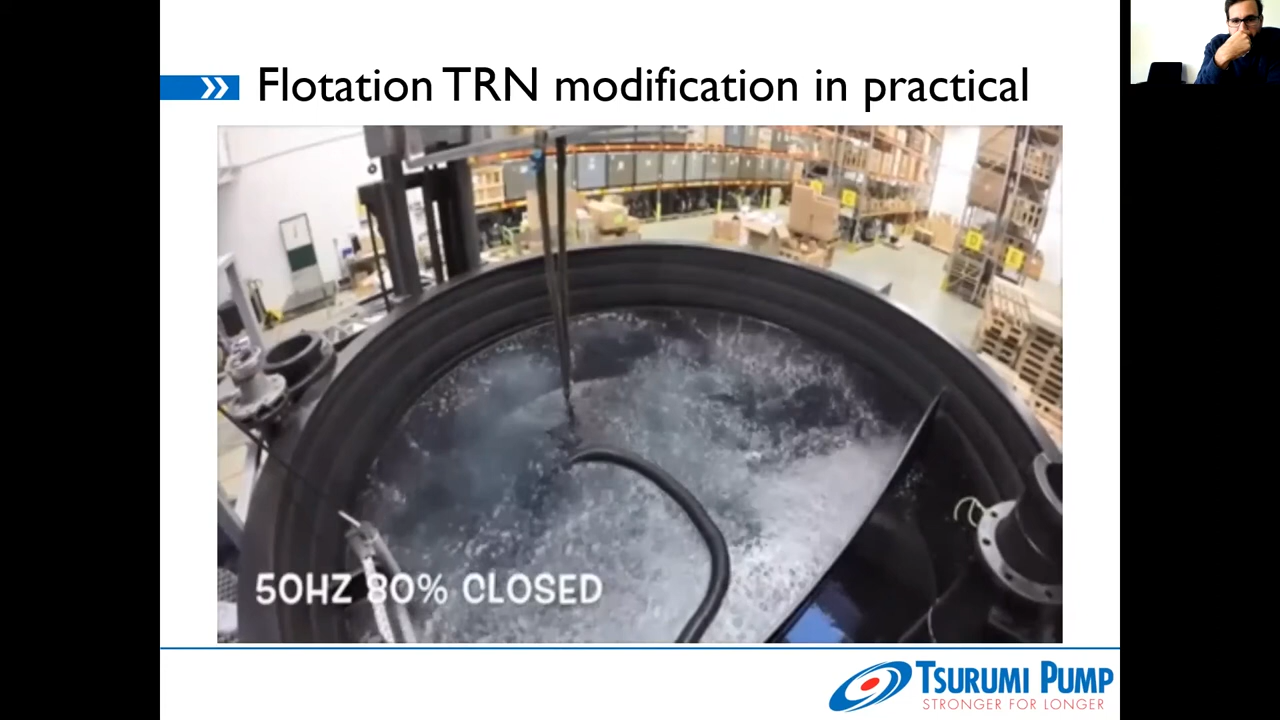 Flotation TRN modification in practical
50HZ 80% CLOSED
TSURUMI PUMP
STRONGER FOR LONGER